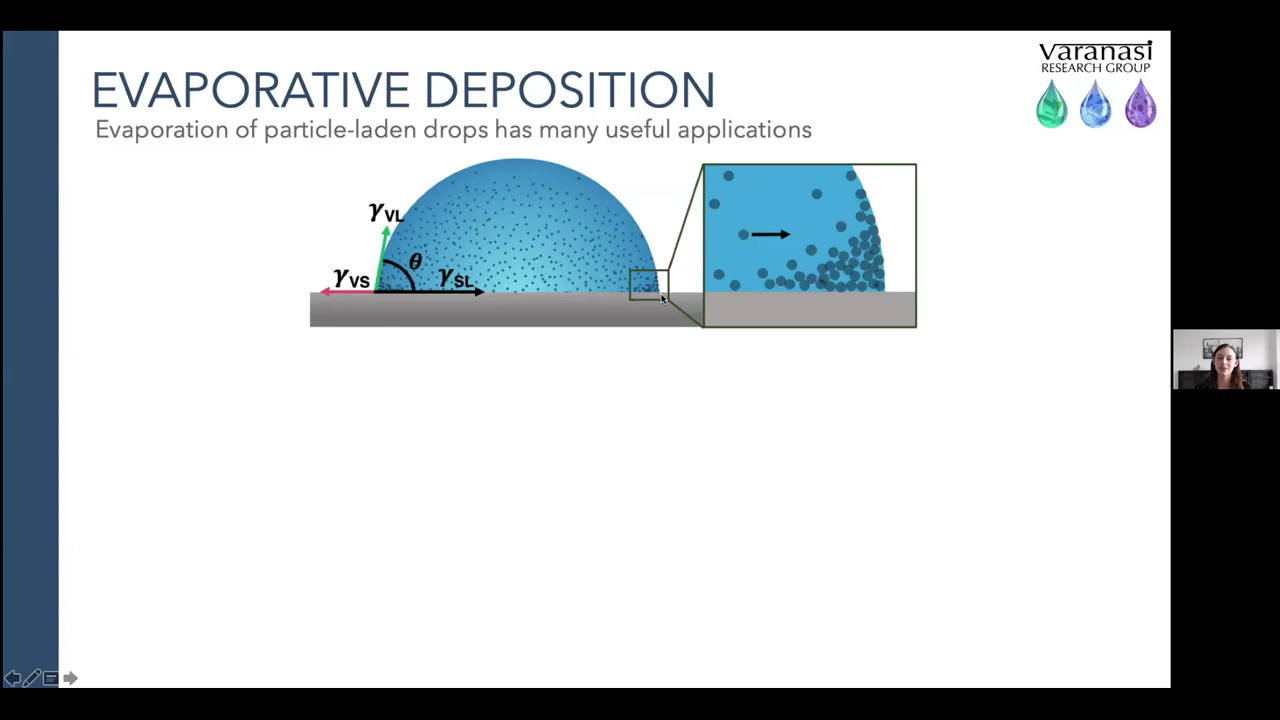 varanasi
RESEARCH GROUP
EVAPORATIVE DEPOSITION
Evaporation of particle-laden drops has many useful applications
γVL
θ
γVS
γSL